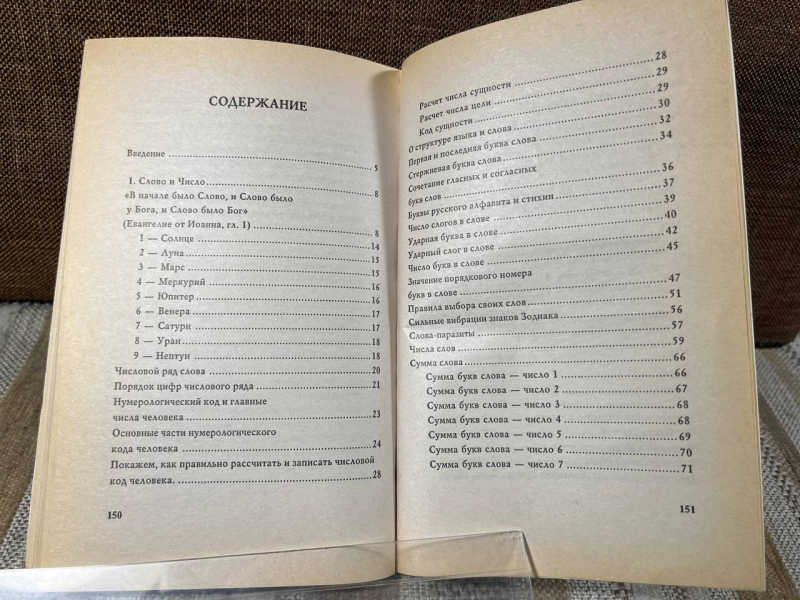 СОДЕРЖАНИЕ
Введение ..... 5
1. Слово и Число ..... 8
«В начале было Слово, и Слово было
у Бога, и Слово было Бог»
(Евангелие от Иоанна, гл. 1) ..... 8
1 — Солнце ..... 14
2 — Луна ..... 15
3 — Марс ..... 15
4 — Меркурий ..... 16
5 — Юпитер ..... 16
6 — Венера ..... 17
7 — Сатурн ..... 17
8 — Уран ..... 18
9 — Нептун ..... 18
Числовой ряд слова ..... 20
Порядок цифр числового ряда ..... 21
Нумерологический код и главные
числа человека ..... 23
Основные части нумерологического
кода человека ..... 24
Покажем, как правильно рассчитать и записать числовой
код человека. ..... 28
150
Расчет числа сущности ..... 28
Расчет числа цели ..... 29
Код сущности ..... 29
О структуре языка и слова ..... 30
Первая и последняя буква слова ..... 32
Стержневая буква слова ..... 34
Сочетание гласных и согласных
букв слов ..... 36
Буквы русского алфавита и стихии ..... 37
Число слогов в слове ..... 39
Ударная буква в слове ..... 40
Ударный слог в слове ..... 42
Число букв в слове ..... 45
Значение порядкового номера
букв в слове ..... 47
Правила выбора своих слов ..... 51
Сильные вибрации знаков Зодиака ..... 56
Слова-паразиты ..... 57
Числа слов ..... 59
Сумма слова ..... 66
Сумма букв слова — число 1 ..... 66
Сумма букв слова — число 2 ..... 67
Сумма букв слова — число 3 ..... 68
Сумма букв слова — число 4 ..... 68
Сумма букв слова — число 5 ..... 69
Сумма букв слова — число 6 ..... 70
Сумма букв слова — число 7 ..... 71
151